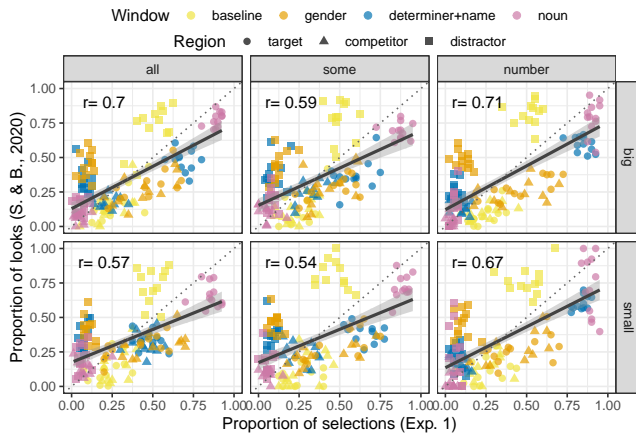 Window baseline gender determiner+name noun
Region target competitor distractor
all some number
r= 0.7 r= 0.59 r= 0.71
big
r= 0.57 r= 0.54 r= 0.67
small
1.00
0.75
0.50
0.25
0.00
1.00
0.75
0.50
0.25
0.00
Proportion of looks (S. & B., 2020)
0.00 0.25 0.50 0.75 1.00 0.00 0.25 0.50 0.75 1.00 0.00 0.25 0.50 0.75 1.00
Proportion of selections (Exp. 1)